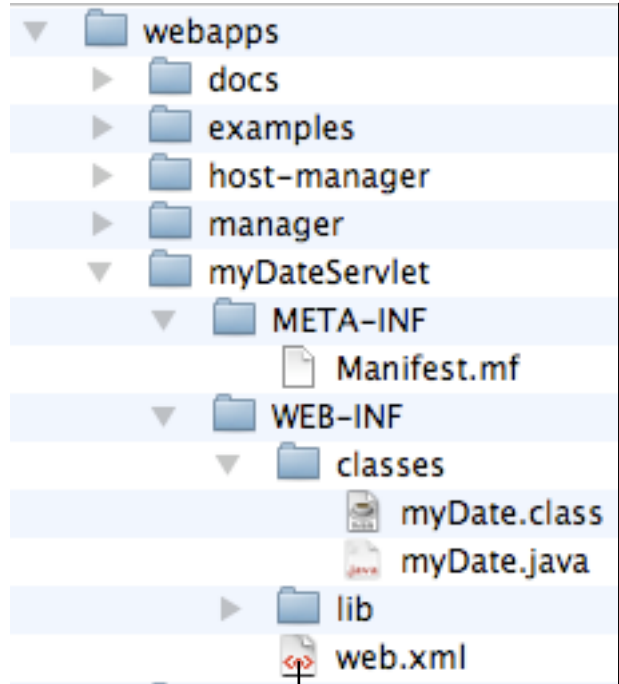 webapps
docs
examples
host-manager
manager
myDateServlet
META-INF
Manifest.mf
WEB-INF
classes
myDate.class
myDate.java
lib
web.xml